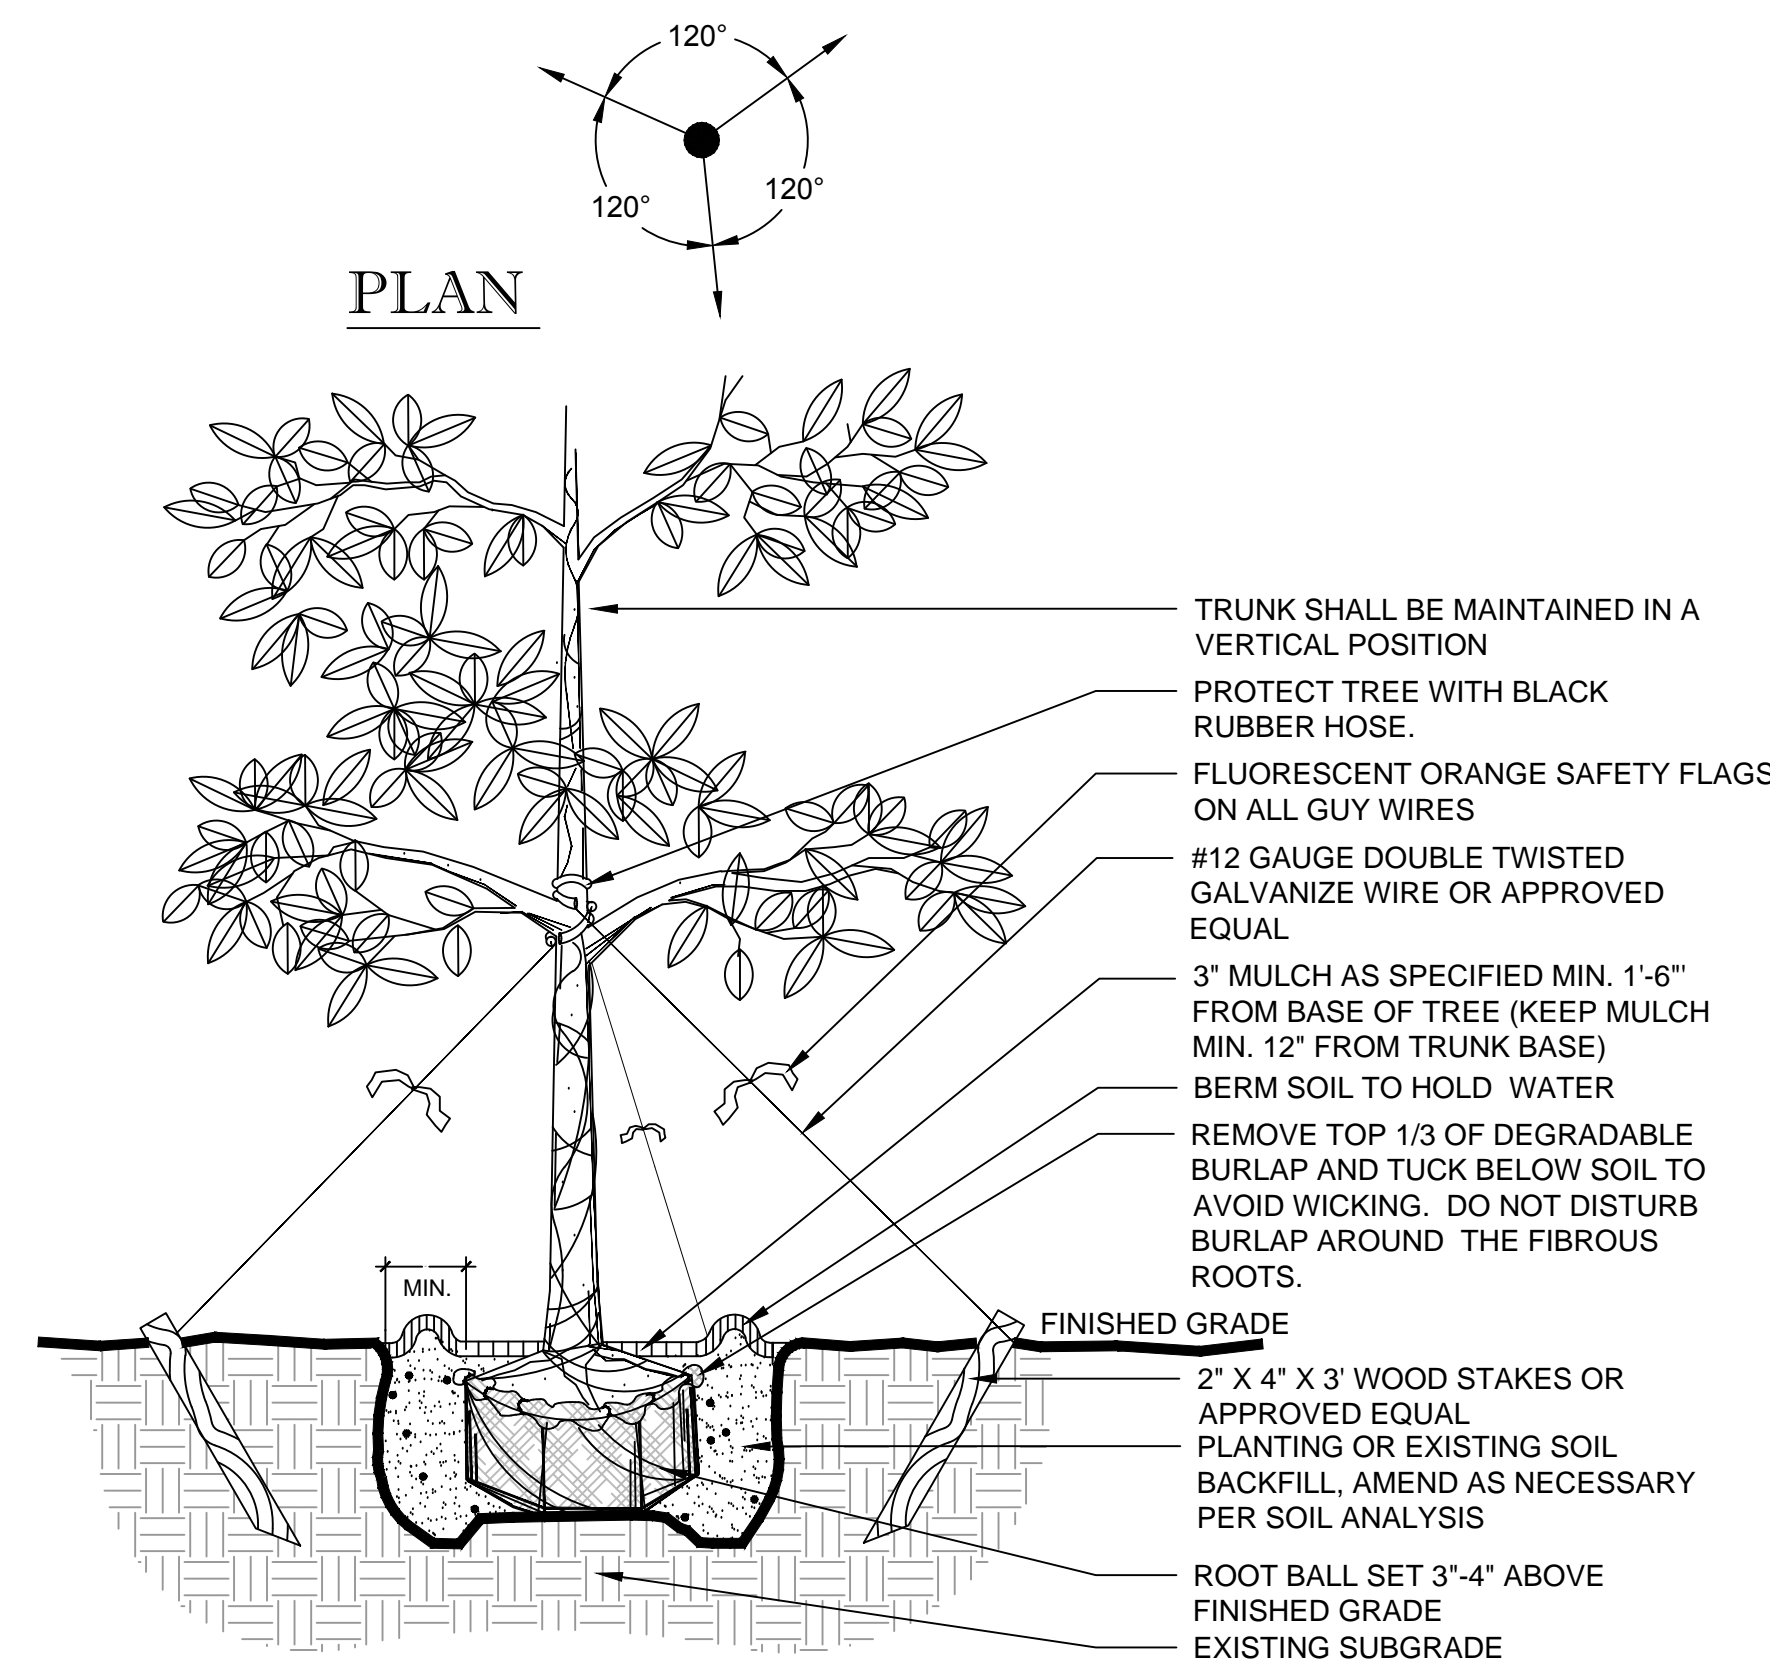 120°
120°
120°
PLAN
TRUNK SHALL BE MAINTAINED IN A
VERTICAL POSITION
PROTECT TREE WITH BLACK
RUBBER HOSE.
FLUORESCENT ORANGE SAFETY FLAGS
ON ALL GUY WIRES
#12 GAUGE DOUBLE TWISTED
GALVANIZE WIRE OR APPROVED
EQUAL
3" MULCH AS SPECIFIED MIN. 1'-6"'
FROM BASE OF TREE (KEEP MULCH
MIN. 12" FROM TRUNK BASE)
BERM SOIL TO HOLD  WATER
REMOVE TOP 1/3 OF DEGRADABLE
BURLAP AND TUCK BELOW SOIL TO
AVOID WICKING.  DO NOT DISTURB
BURLAP AROUND  THE FIBROUS
ROOTS.
MIN.
FINISHED GRADE
2" X 4" X 3' WOOD STAKES OR
APPROVED EQUAL
PLANTING OR EXISTING SOIL
BACKFILL, AMEND AS NECESSARY
PER SOIL ANALYSIS
ROOT BALL SET 3"-4" ABOVE
FINISHED GRADE
EXISTING SUBGRADE